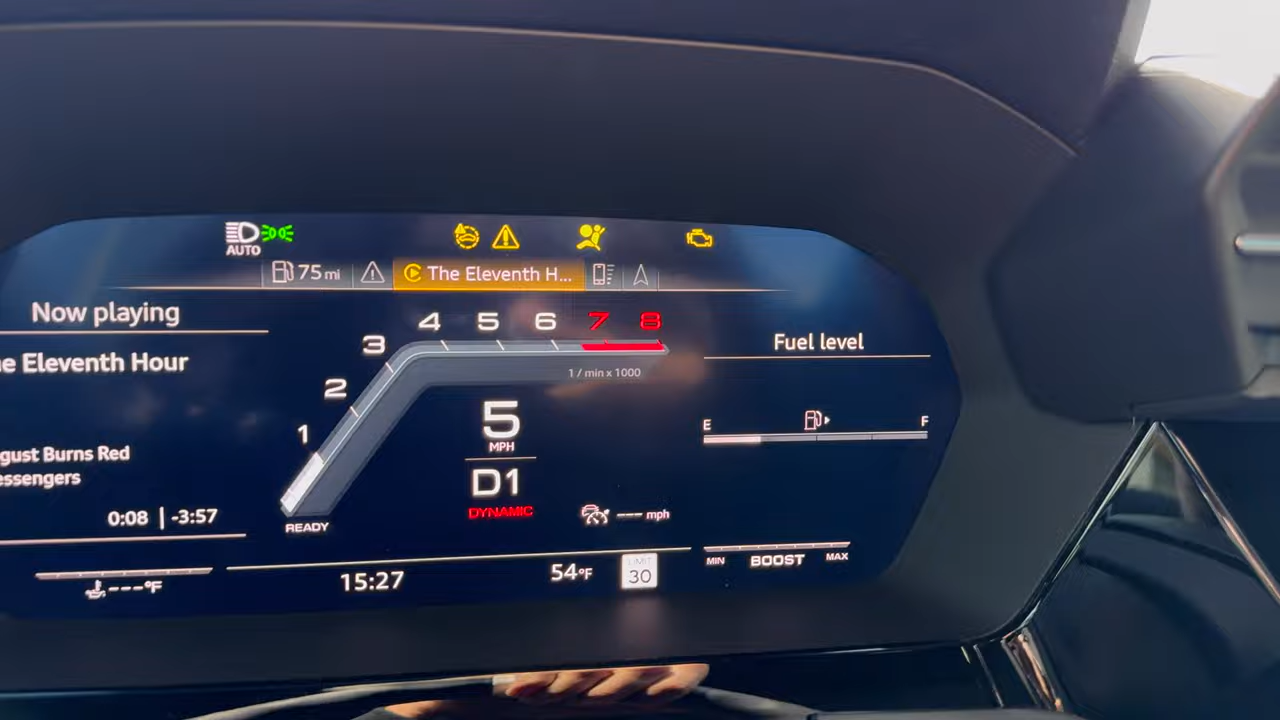 AUTO
75 mi
The Eleventh H...
Now playing
e Eleventh Hour
gust Burns Red
essengers
0:08 | -3:57
---°F
1
2
3
4
5
6
7
8
1 / min x 1000
5
MPH
D1
DYNAMIC
READY
--- mph
15:27
54°F
LIMIT
30
Fuel level
E
F
MIN
BOOST
MAX